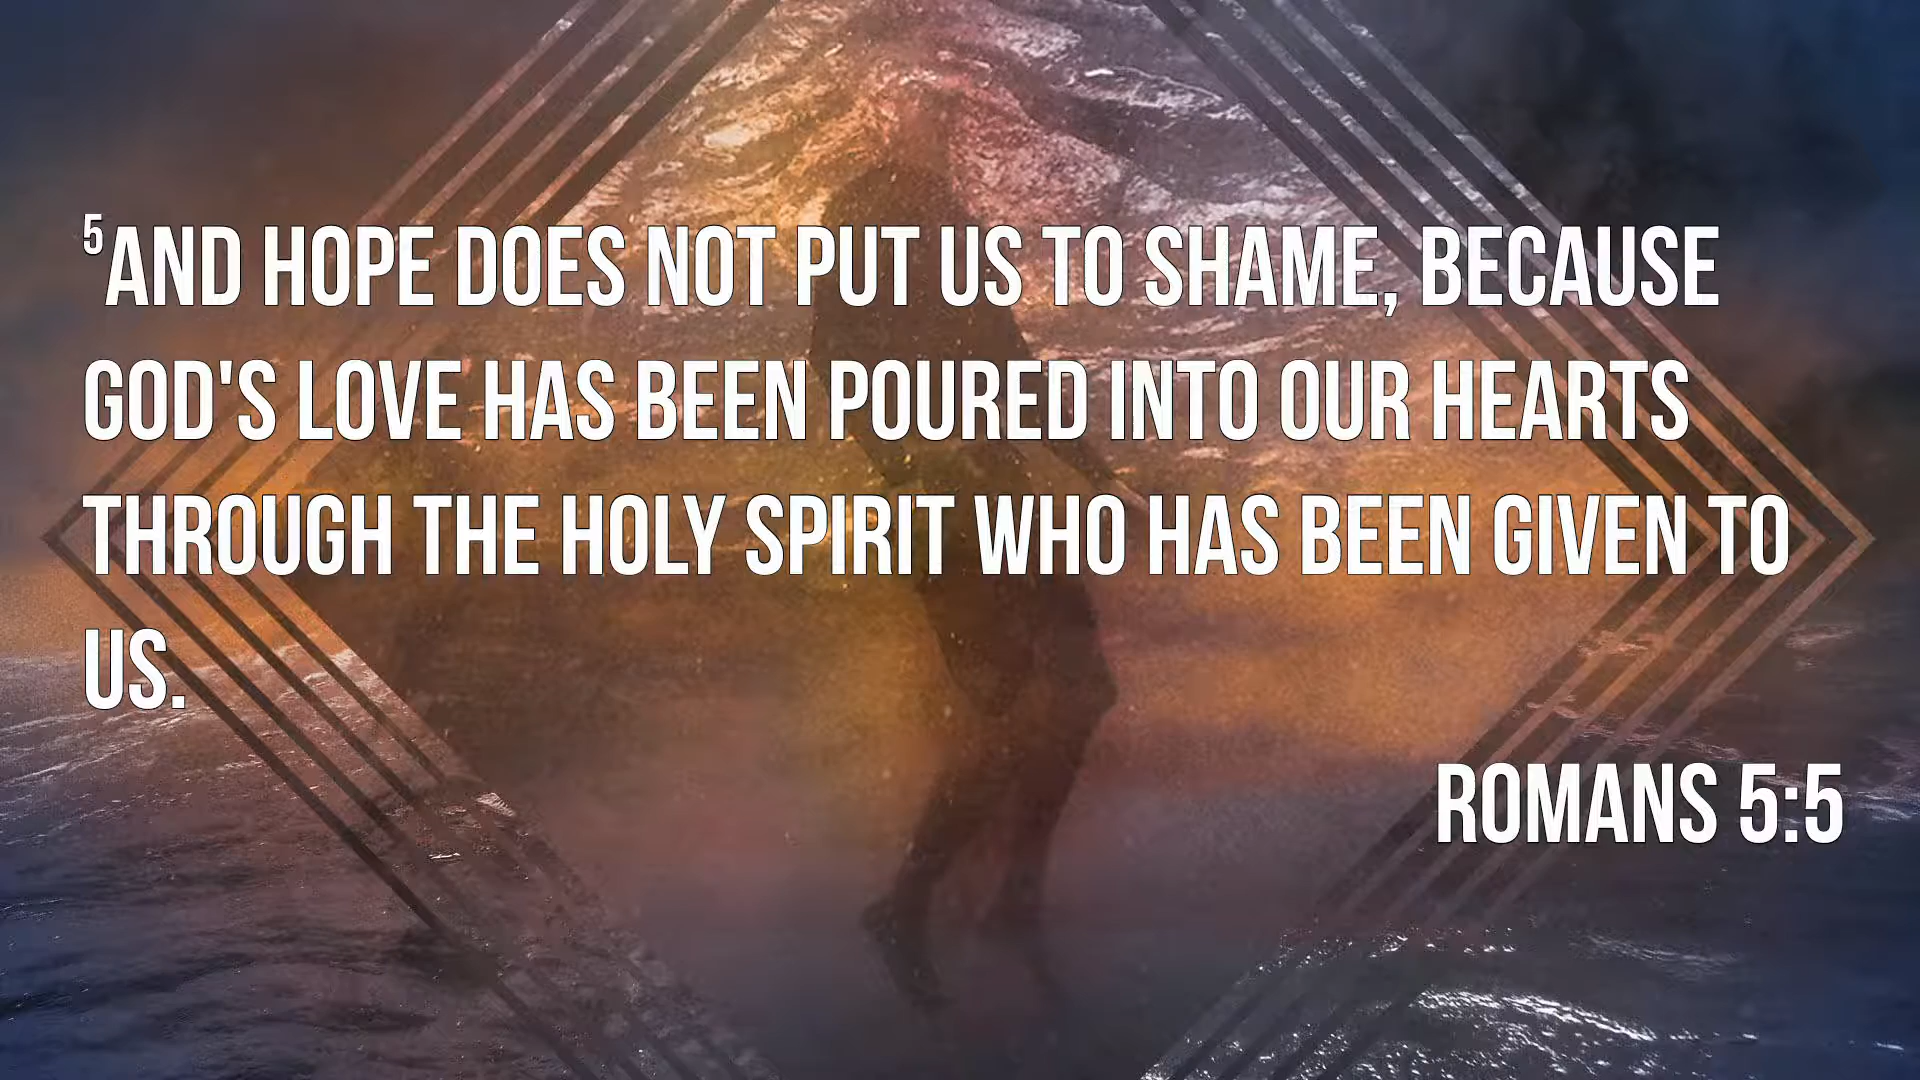 5AND HOPE DOES NOT PUT US TO SHAME, BECAUSE
GOD'S LOVE HAS BEEN POURED INTO OUR HEARTS
THROUGH THE HOLY SPIRIT WHO HAS BEEN GIVEN TO
US.
ROMANS 5:5